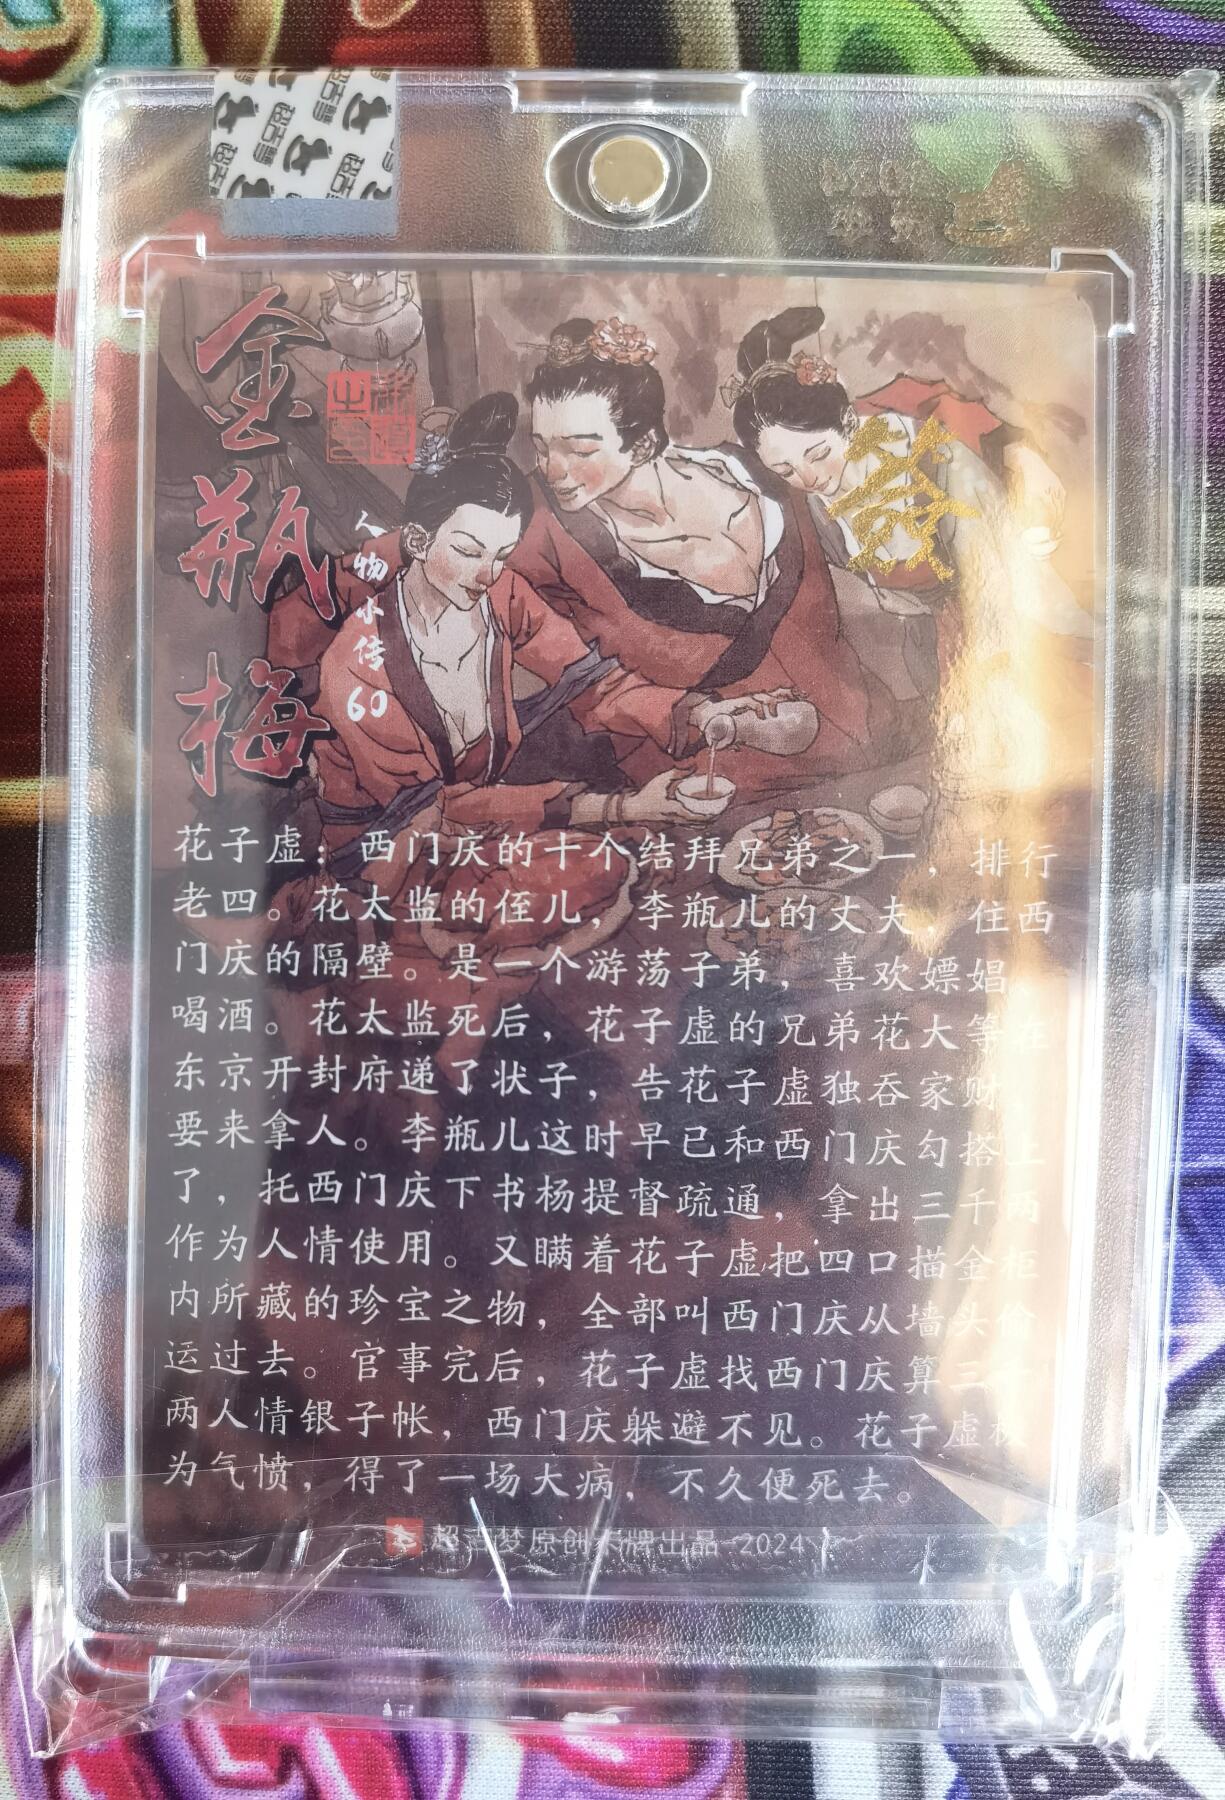 金瓶梅
人物小传60
發
花子虚：西门庆的十个结拜兄弟之一，排行
老四。花太监的侄儿，李瓶儿的丈夫，住西
门庆的隔壁。是一个游荡子弟，喜欢嫖娼
喝酒。花太监死后，花子虚的兄弟花大等在
东京开封府递了状子，告花子虚独吞家财，
要来拿人。李瓶儿这时早已和西门庆勾搭上
了，托西门庆下书杨提督疏通，拿出三千两
作为人情使用。又瞒着花子虚把四口描金柜
内所藏的珍宝之物，全部叫西门庆从墙头偷
运过去。官事完后，花子虚找西门庆算三千
两人情银子帐，西门庆躲避不见。花子虚极
为气愤，得了一场大病，不久便死去。
超古梦原创卡牌出品 2024